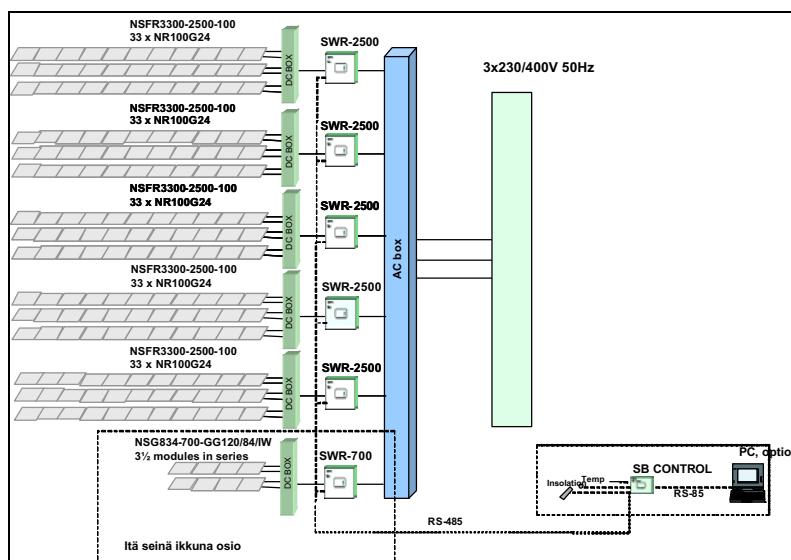 NSFR3300-2500-100
33 x NR100G24
DC BOX
SWR-2500
3x230/400V 50Hz
NSFR3300-2500-100
33 x NR100G24
DC BOX
SWR-2500
NSFR3300-2500-100
33 x NR100G24
DC BOX
SWR-2500
AC box
NSFR3300-2500-100
33 x NR100G24
DC BOX
SWR-2500
NSFR3300-2500-100
33 x NR100G24
DC BOX
SWR-2500
NSG834-700-GG120/84/IW
3½ modules in series
DC BOX
SWR-700
PC, optio
SB CONTROL
Temp
Insolation
RS-85
RS-485
Itä seinä ikkuna osio